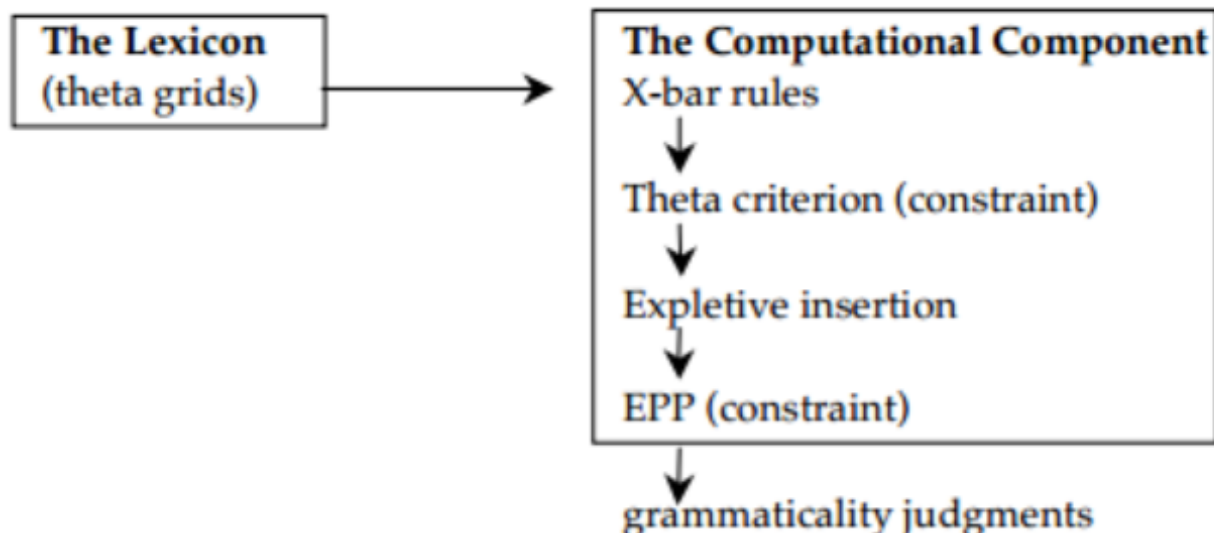 The Lexicon
(theta grids)
The Computational Component
X-bar rules
Theta criterion (constraint)
Expletive insertion
EPP (constraint)
grammaticality judgments